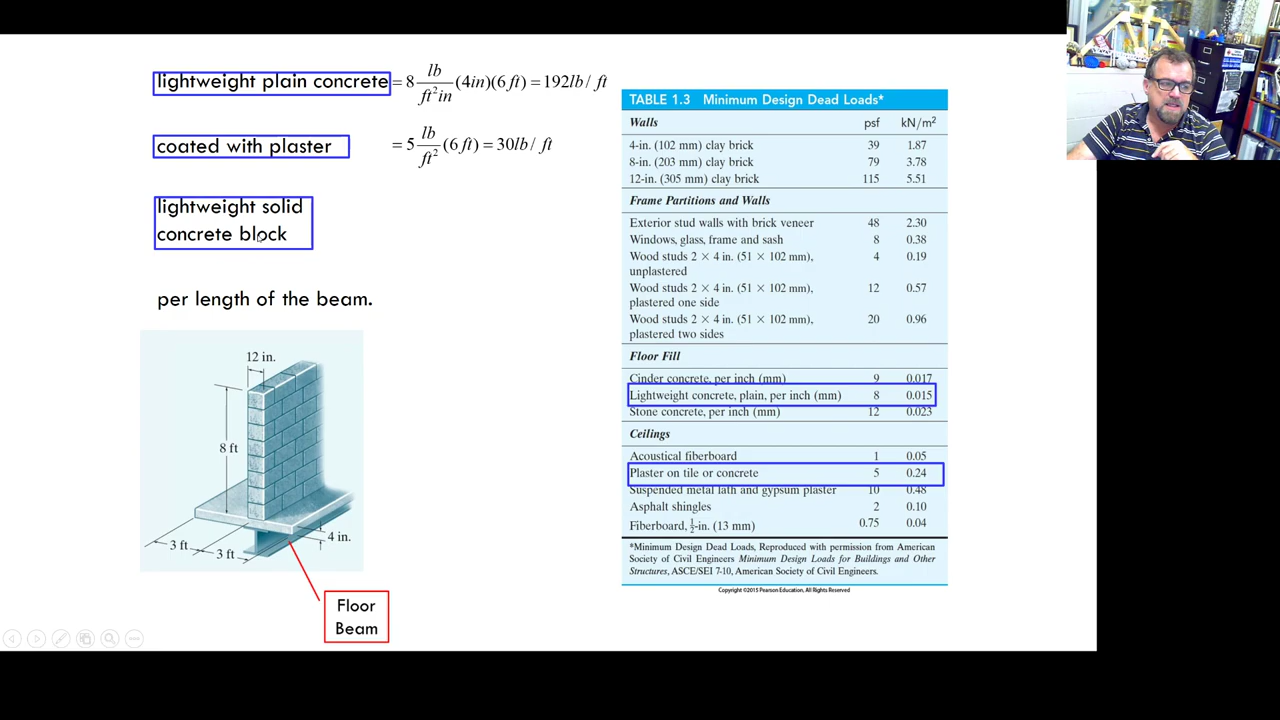 lightweight plain concrete = 8 lb/ft²in (4in)(6 ft) = 192lb / ft
coated with plaster = 5 lb/ft² (6 ft) = 30lb / ft
lightweight solid
concrete block
per length of the beam.
12 in.
8 ft
4 in.
3 ft
3 ft
Floor
Beam
TABLE 1.3 Minimum Design Dead Loads*
Walls psf kN/m²
4-in. (102 mm) clay brick 39 1.87
8-in. (203 mm) clay brick 79 3.78
12-in. (305 mm) clay brick 115 5.51
Frame Partitions and Walls
Exterior stud walls with brick veneer 48 2.30
Windows, glass, frame and sash 8 0.38
Wood studs 2 × 4 in. (51 × 102 mm), 4 0.19
unplastered
Wood studs 2 × 4 in. (51 × 102 mm), 12 0.57
plastered one side
Wood studs 2 × 4 in. (51 × 102 mm), 20 0.96
plastered two sides
Floor Fill
Cinder concrete, per inch (mm) 9 0.017
Lightweight concrete, plain, per inch (mm) 8 0.015
Stone concrete, per inch (mm) 12 0.023
Ceilings
Acoustical fiberboard 1 0.05
Plaster on tile or concrete 5 0.24
Suspended metal lath and gypsum plaster 10 0.48
Asphalt shingles 2 0.10
Fiberboard, ½-in. (13 mm) 0.75 0.04
*Minimum Design Dead Loads, Reproduced with permission from American
Society of Civil Engineers Minimum Design Loads for Buildings and Other
Structures, ASCE/SEI 7-10, American Society of Civil Engineers.
Copyright ©2015 Pearson Education, All Rights Reserved